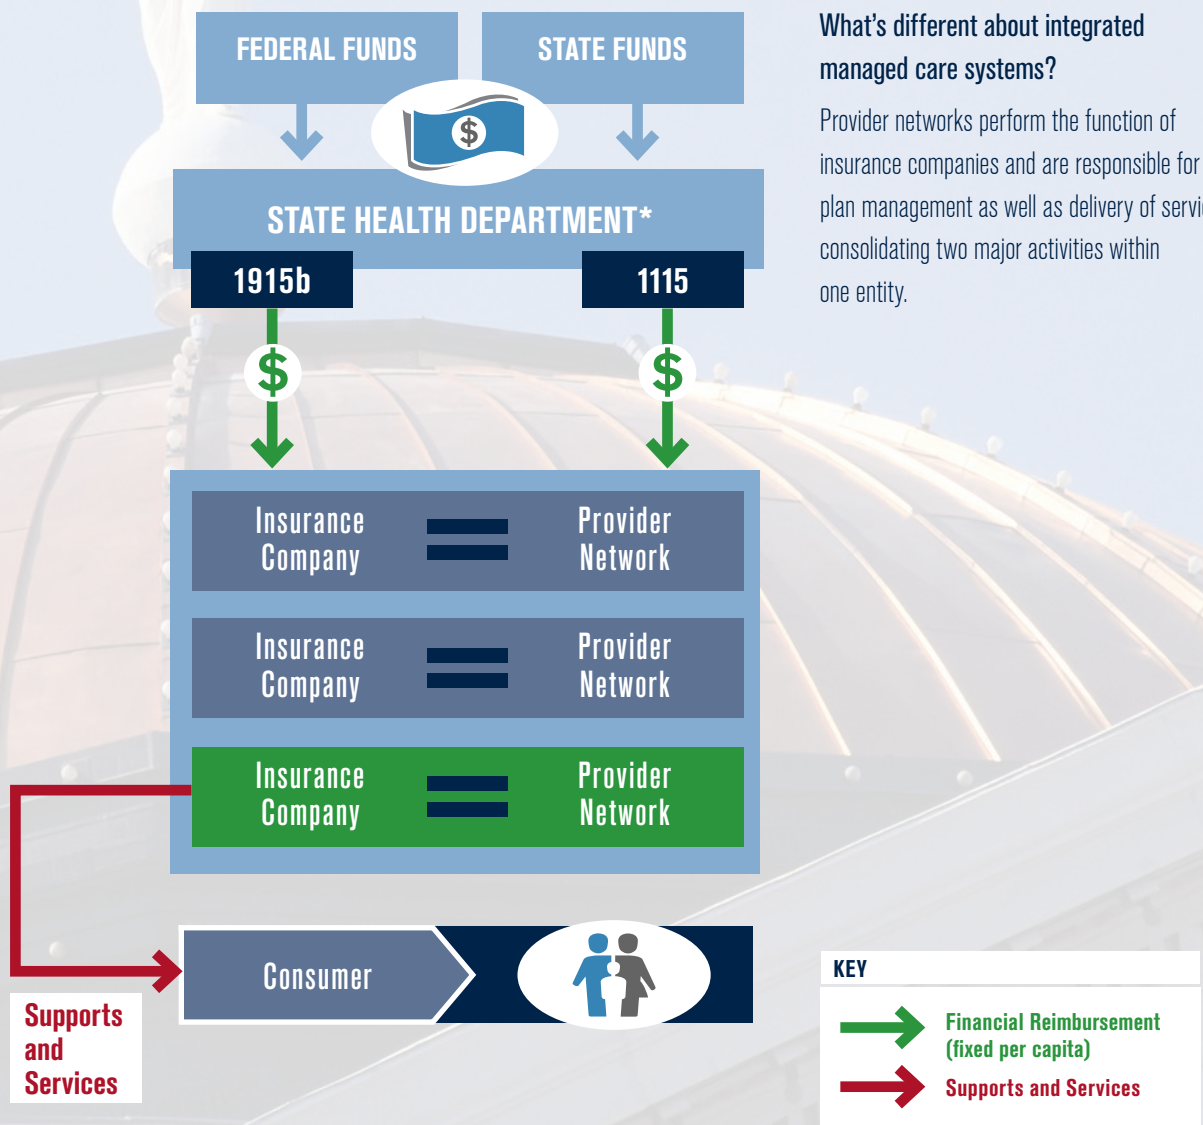 FEDERAL FUNDS
STATE FUNDS
$
STATE HEALTH DEPARTMENT*
1915b
1115
$
$
Insurance
Company
Provider
Network
Insurance
Company
Provider
Network
Insurance
Company
Provider
Network
Consumer
Supports
and
Services
What's different about integrated
managed care systems?
Provider networks perform the function of
insurance companies and are responsible for
plan management as well as delivery of servi
consolidating two major activities within
one entity.
KEY
Financial Reimbursement
(fixed per capita)
Supports and Services